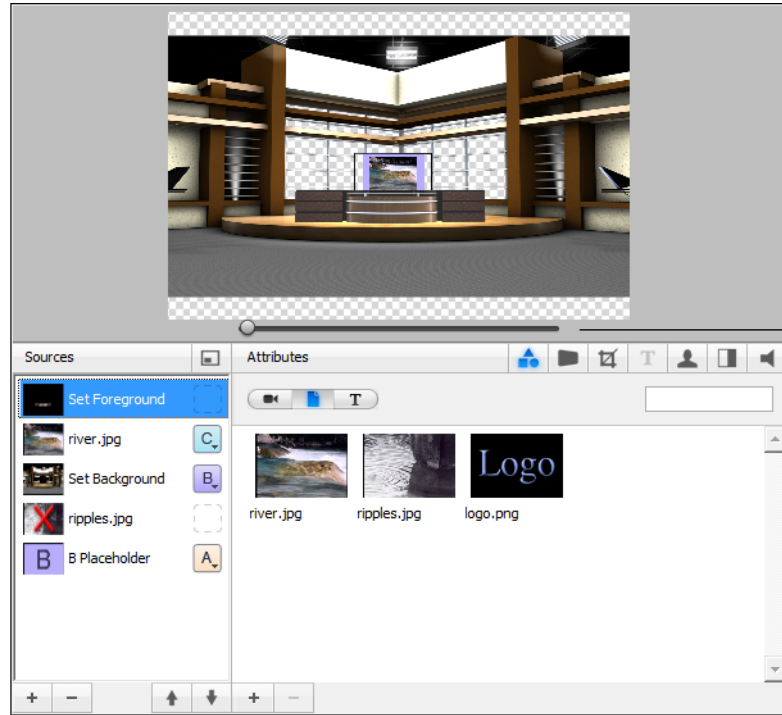 Sources
Attributes
T
Set Foreground
T
river.jpg
C
Set Background
B
Logo
ripples.jpg
river.jpg
ripples.jpg
logo.png
B
B Placeholder
A